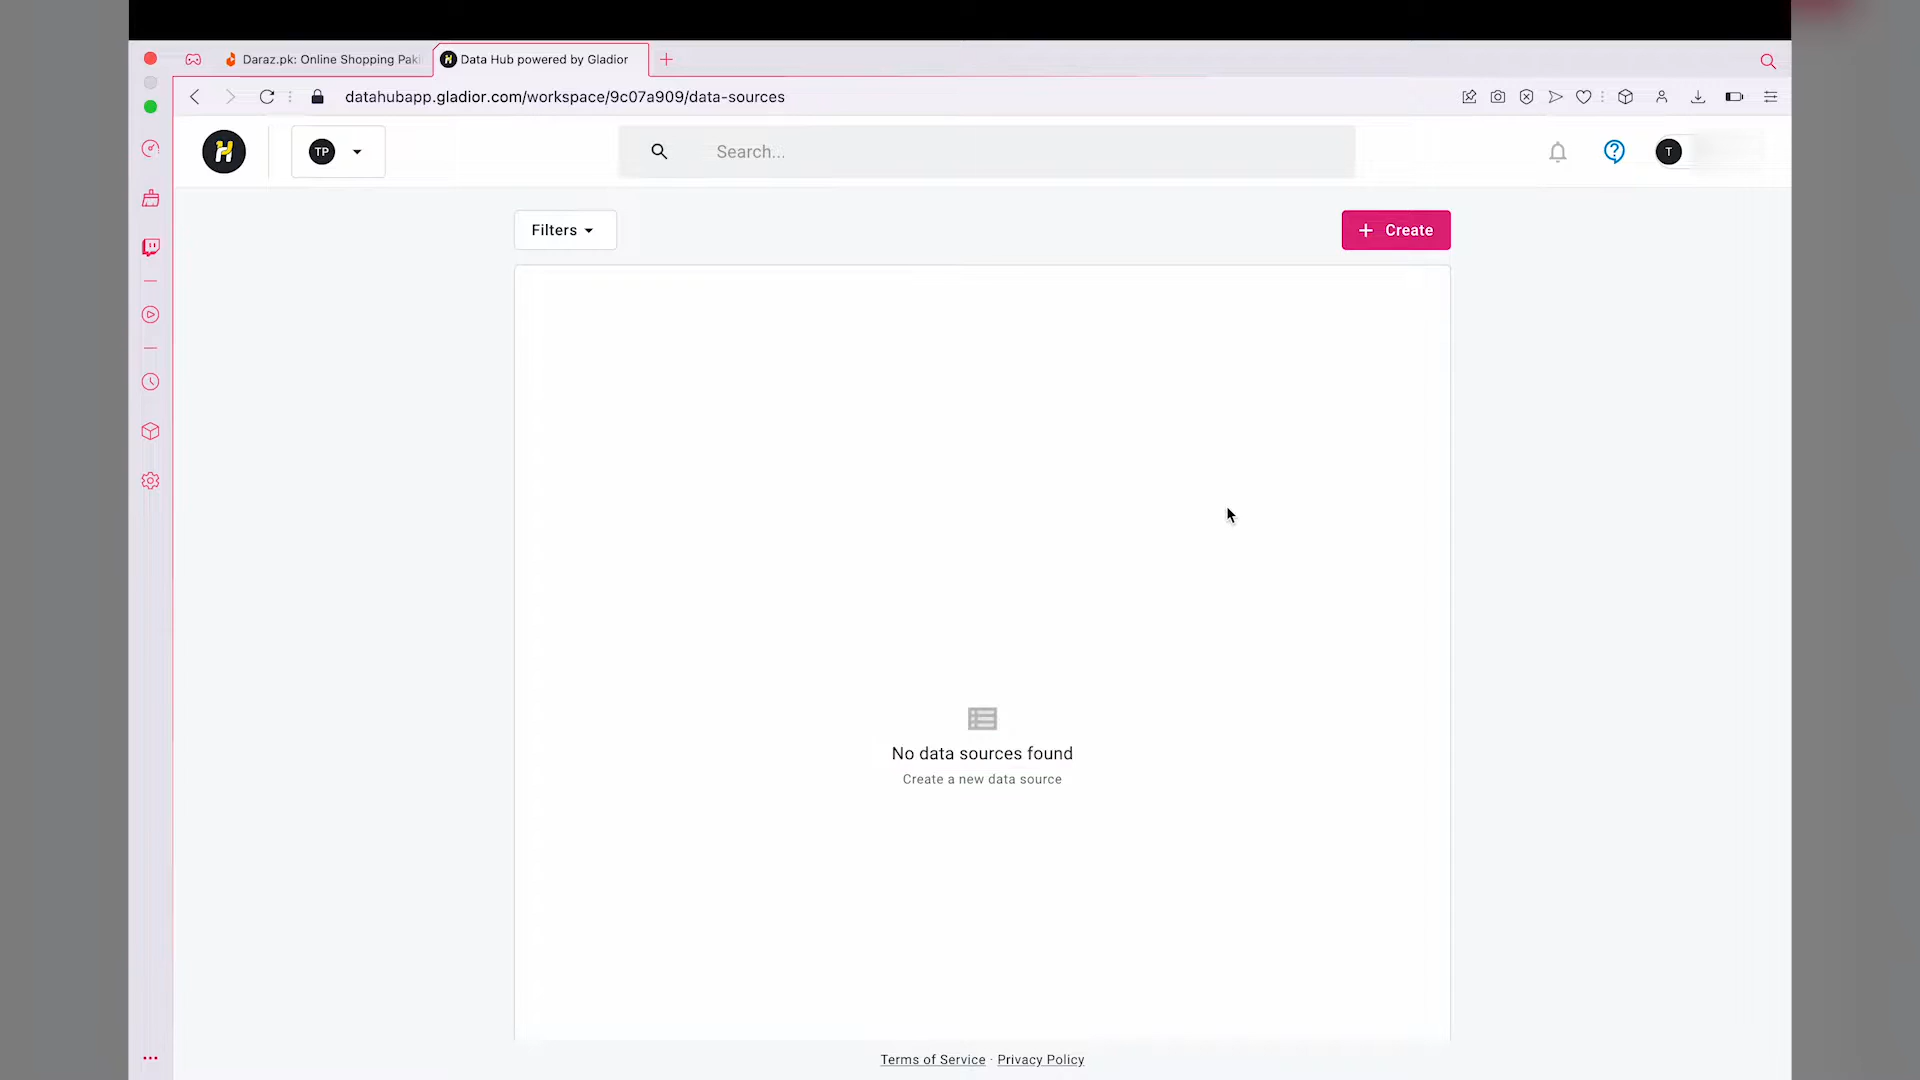 Daraz.pk: Online Shopping Paki
Data Hub powered by Gladior
datahubapp.gladior.com/workspace/9c07a909/data-sources
H
TP
Search...
T
Filters
+ Create
No data sources found
Create a new data source
Terms of Service · Privacy Policy